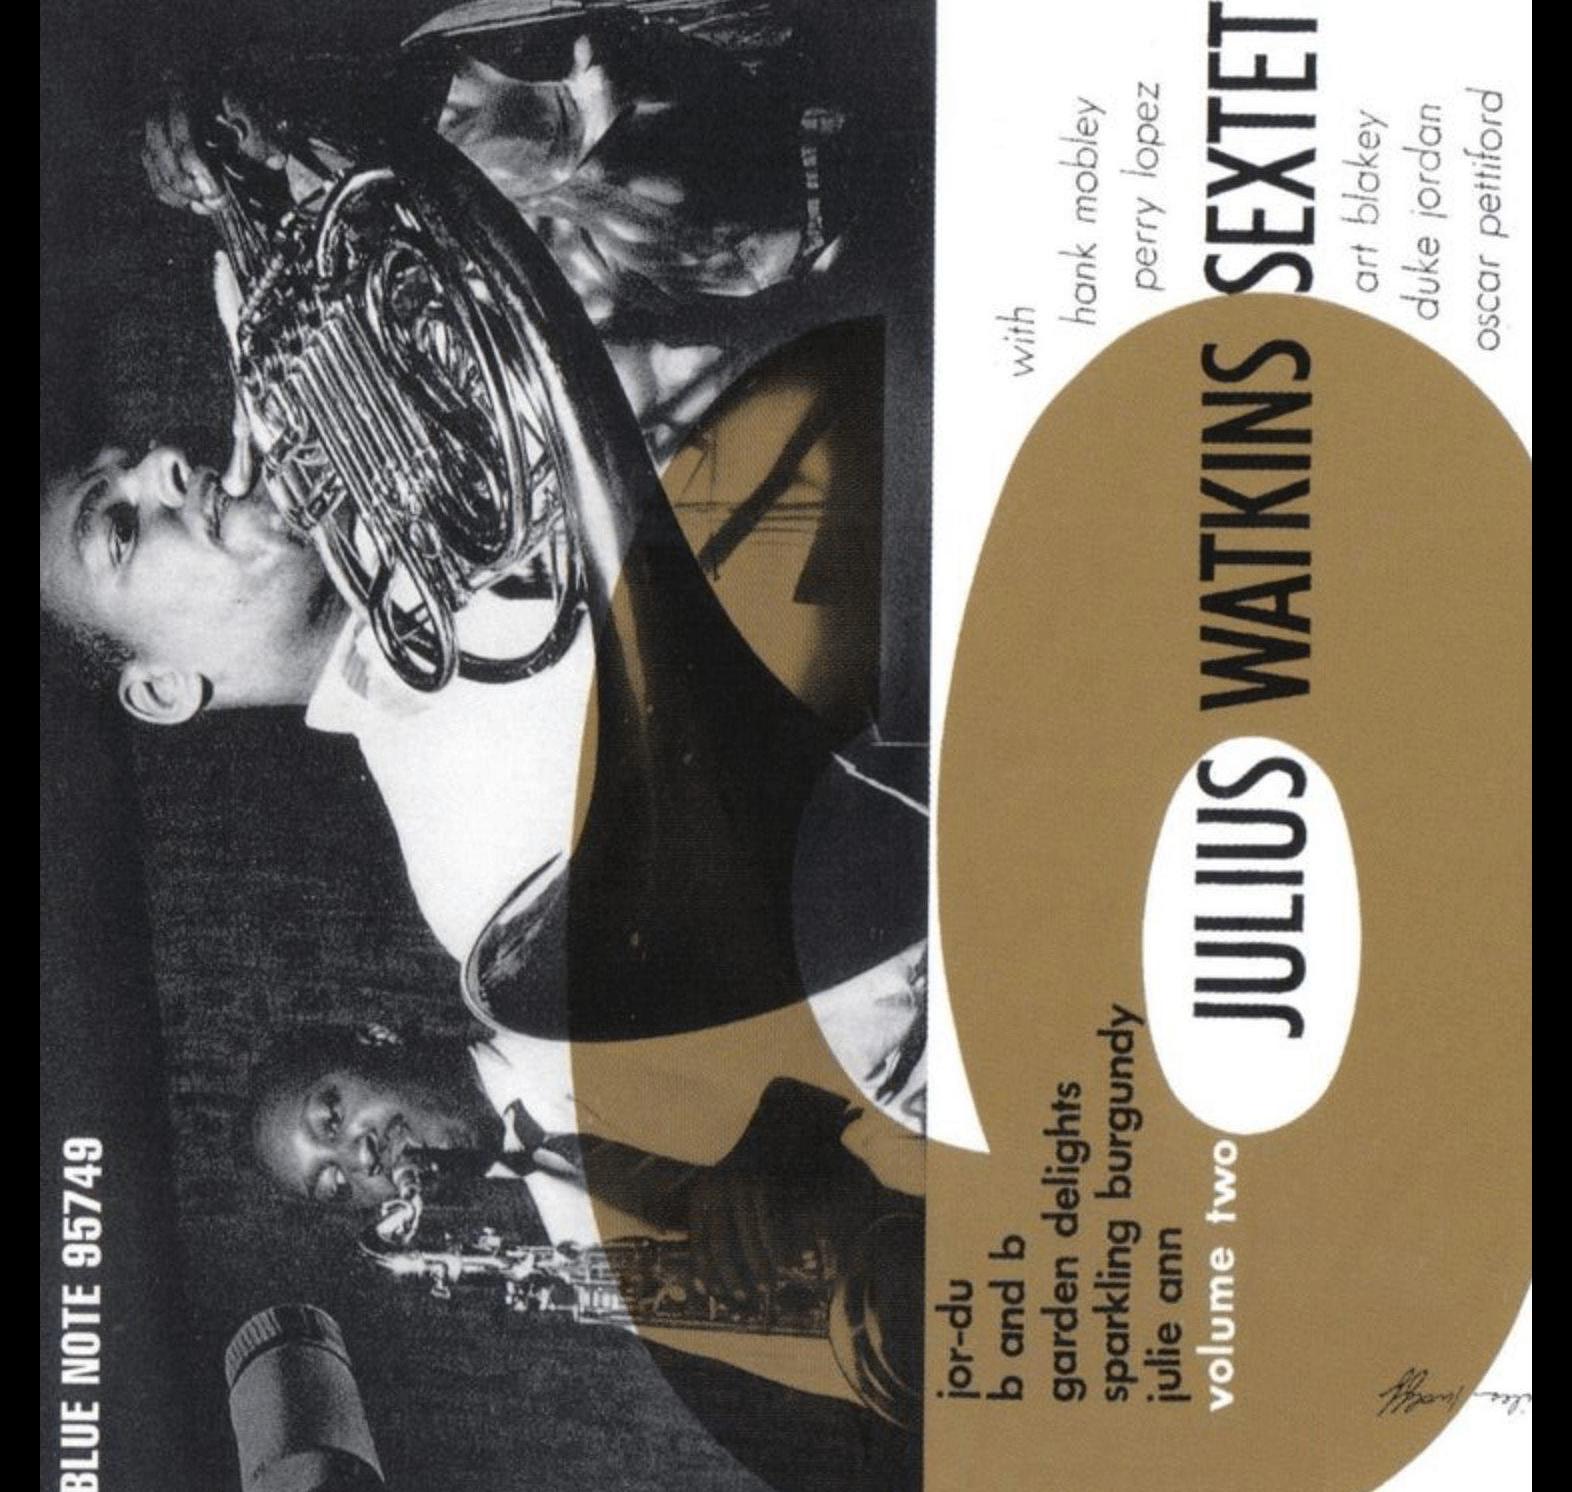 BLUE NOTE 95749
with
hank mobley
perry lopez
JULIUS WATKINS SEXTET
art blakey
duke jordan
oscar pettiford
jor-du
b and b
garden delights
sparkling burgundy
julie ann
volume two